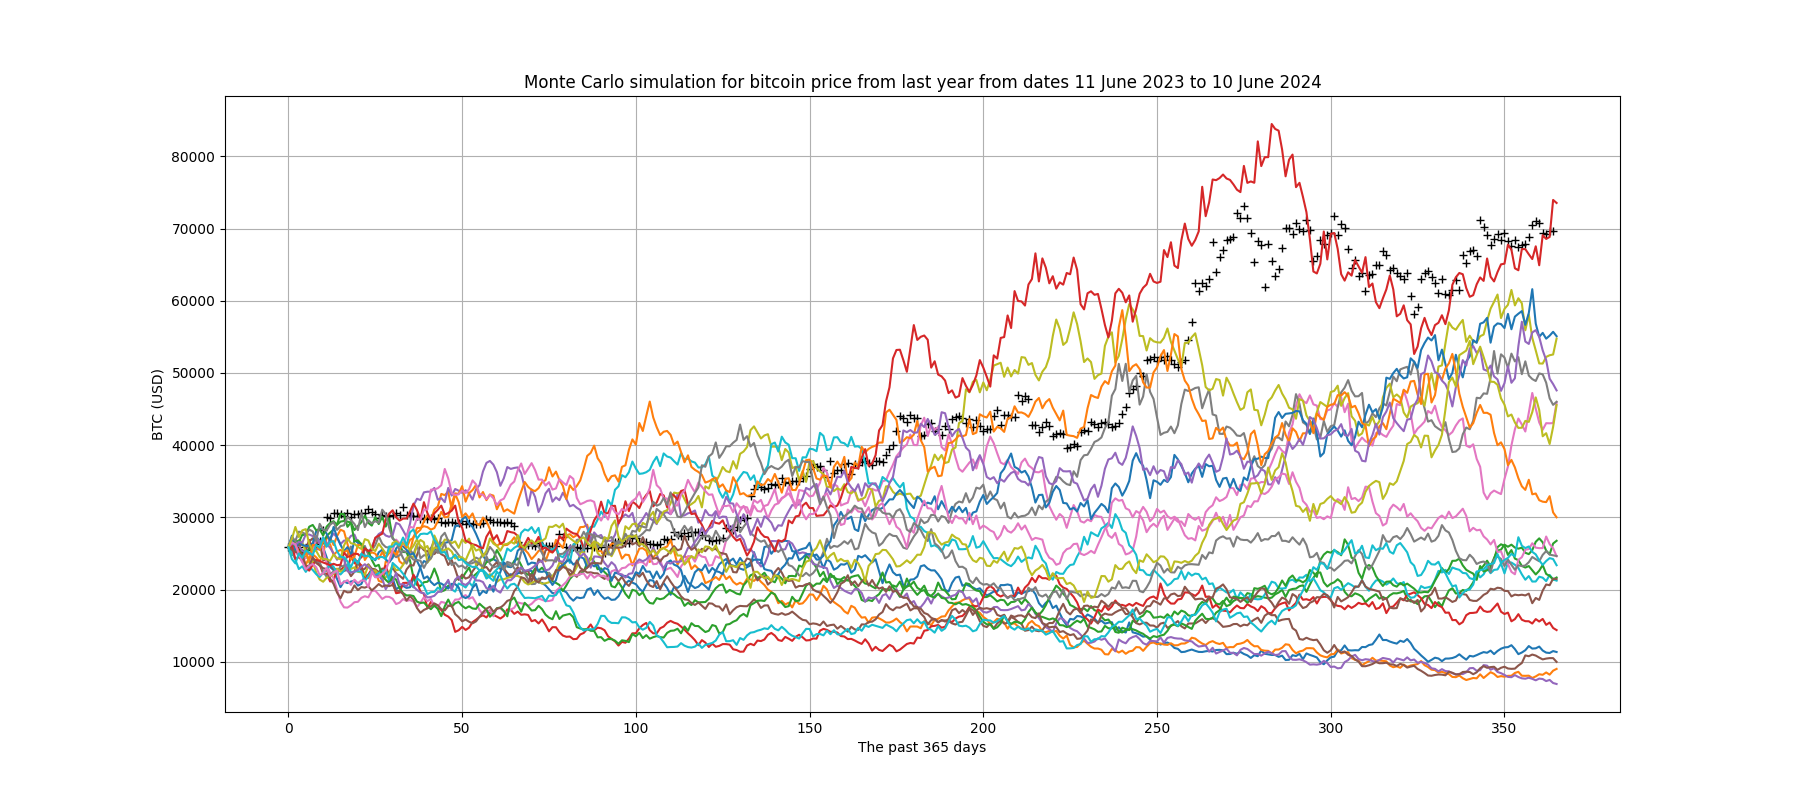 Monte Carlo simulation for bitcoin price from last year from dates 11 June 2023 to 10 June 2024
BTC (USD)
80000
70000
60000
50000
40000
30000
20000
10000
0 50 100 150 200 250 300 350
The past 365 days